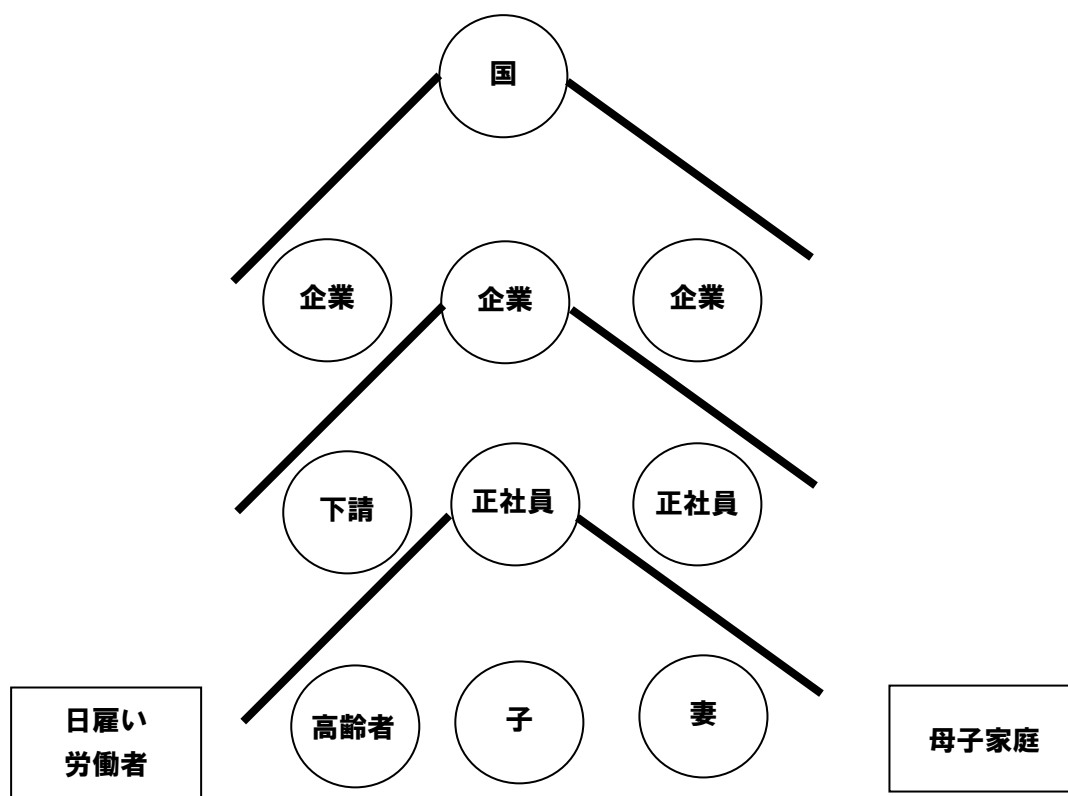 国
企業
企業
企業
下請
正社員
正社員
高齢者
子
妻
日雇い
労働者
母子家庭